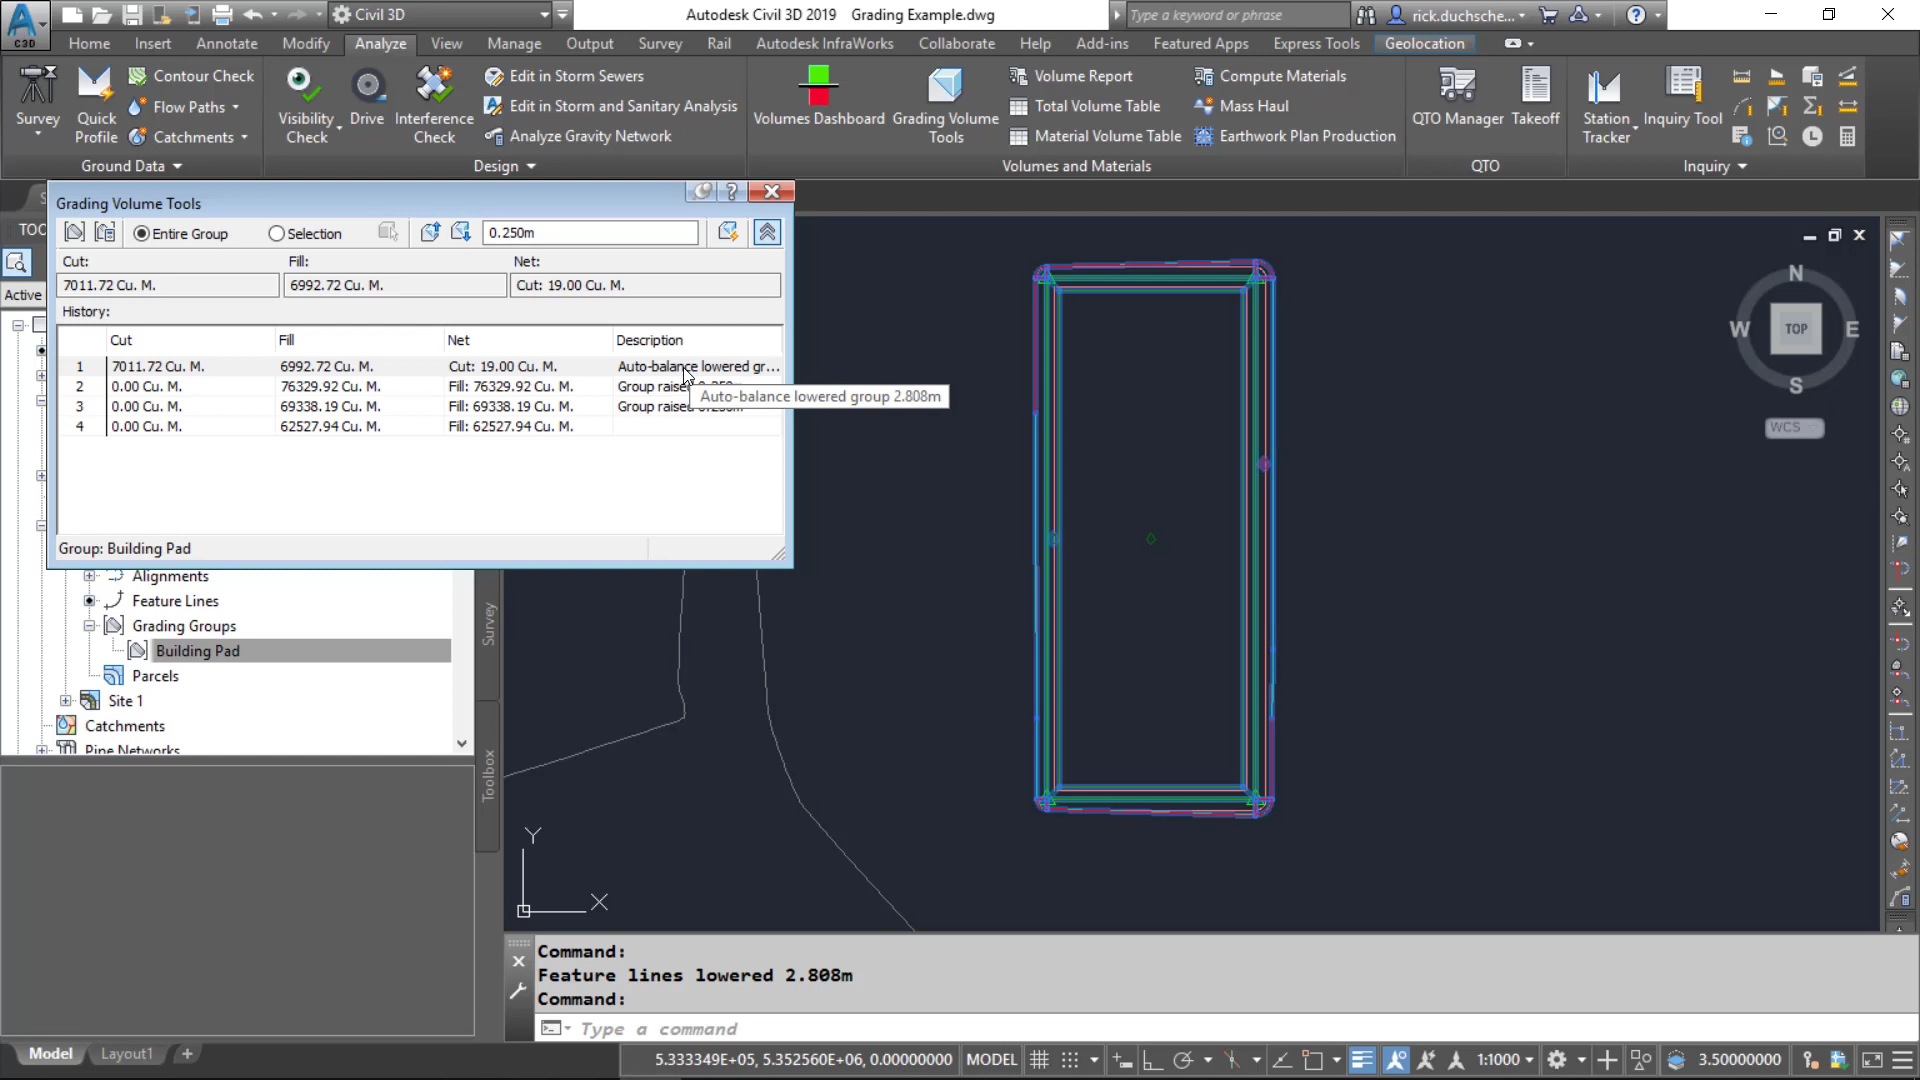 C3D
Civil 3D
Autodesk Civil 3D 2019 Grading Example.dwg
Type a keyword or phrase
rick.duchsche...
Home Insert Annotate Modify Analyze View Manage Output Survey Rail Autodesk InfraWorks Collaborate Help Add-ins Featured Apps Express Tools Geolocation
Survey
Quick Profile
Contour Check
Flow Paths
Catchments
Ground Data
Visibility Check
Drive
Interference Check
Edit in Storm Sewers
Edit in Storm and Sanitary Analysis
Analyze Gravity Network
Design
Volumes Dashboard
Grading Volume Tools
Volume Report
Total Volume Table
Material Volume Table
Compute Materials
Mass Haul
Earthwork Plan Production
Volumes and Materials
QTO Manager
Takeoff
QTO
Station Tracker
Inquiry Tool
Inquiry
Grading Volume Tools
Entire Group
Selection
0.250m
Cut: Fill: Net:
7011.72 Cu. M. 6992.72 Cu. M. Cut: 19.00 Cu. M.
History:
Cut Fill Net Description
1 7011.72 Cu. M. 6992.72 Cu. M. Cut: 19.00 Cu. M. Auto-balance lowered gr...
2 0.00 Cu. M. 76329.92 Cu. M. Fill: 76329.92 Cu. M. Group raised
3 0.00 Cu. M. 69338.19 Cu. M. Fill: 69338.19 Cu. M. Group raised
4 0.00 Cu. M. 62527.94 Cu. M. Fill: 62527.94 Cu. M.
Auto-balance lowered group 2.808m
Group: Building Pad
Active
Alignments
Feature Lines
Grading Groups
Building Pad
Parcels
Site 1
Catchments
Pipe Networks
Survey
Toolbox
N
W TOP E
S
WCS
Y
X
Command:
Feature lines lowered 2.808m
Command:
Type a command
Model Layout1 +
5.333349E+05, 5.352560E+06, 0.00000000 MODEL 1:1000 3.50000000